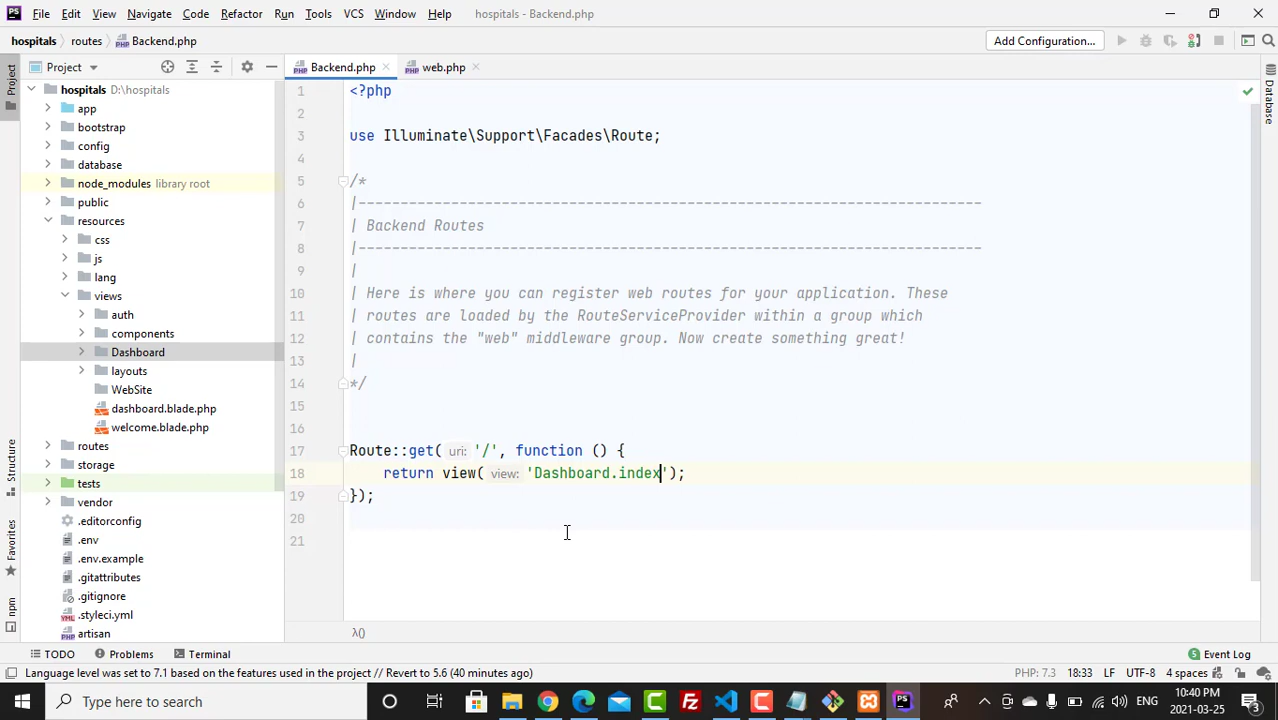 File Edit View Navigate Code Refactor Run Tools VCS Window Help hospitals - Backend.php
hospitals routes Backend.php Add Configuration...
Project
Backend.php
web.php
Project
Structure
Favorites
npm
Database
hospitals D:\hospitals
app
bootstrap
config
database
node_modules library root
public
resources
css
js
lang
views
auth
components
Dashboard
layouts
WebSite
dashboard.blade.php
welcome.blade.php
routes
storage
tests
vendor
.editorconfig
.env
.env.example
.gitattributes
.gitignore
.styleci.yml
artisan
1 <?php
2
3 use Illuminate\Support\Facades\Route;
4
5 /*
6 |--------------------------------------------------------------------------
7 | Backend Routes
8 |--------------------------------------------------------------------------
9 |
10 | Here is where you can register web routes for your application. These
11 | routes are loaded by the RouteServiceProvider within a group which
12 | contains the "web" middleware group. Now create something great!
13 |
14 */
15
16
17 Route::get( uri: '/', function () {
18 return view( view: 'Dashboard.index');
19 });
20
21
λ()
TODO Problems Terminal 5 Event Log
Language level was set to 7.1 based on the features used in the project // Revert to 5.6 (40 minutes ago) PHP: 7.3 18:33 LF UTF-8 4 spaces
Type here to search
ENG
10:40 PM
2021-03-25
3